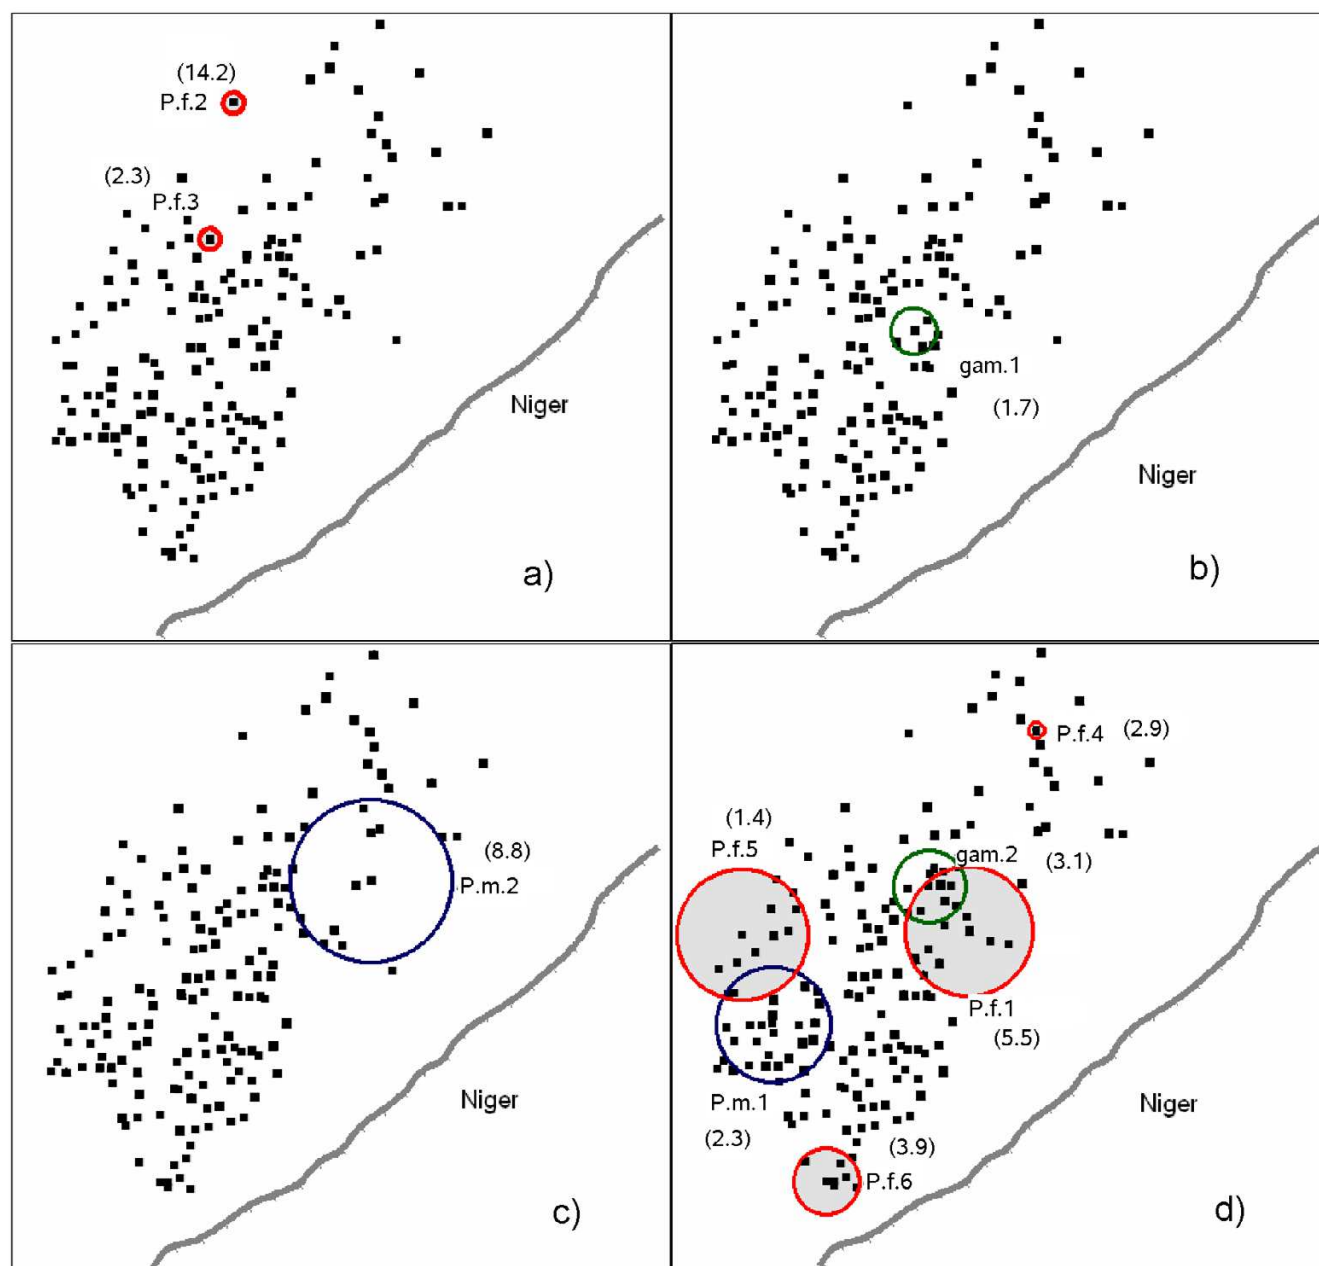 (14.2)
P.f.2
(2.3)
P.f.3
Niger
a)
gam.1
(1.7)
Niger
b)
(8.8)
P.m.2
Niger
c)
P.f.4 (2.9)
(1.4)
P.f.5
gam.2
(3.1)
P.f.1
(5.5)
P.m.1
(2.3)
Niger
(3.9)
P.f.6
d)